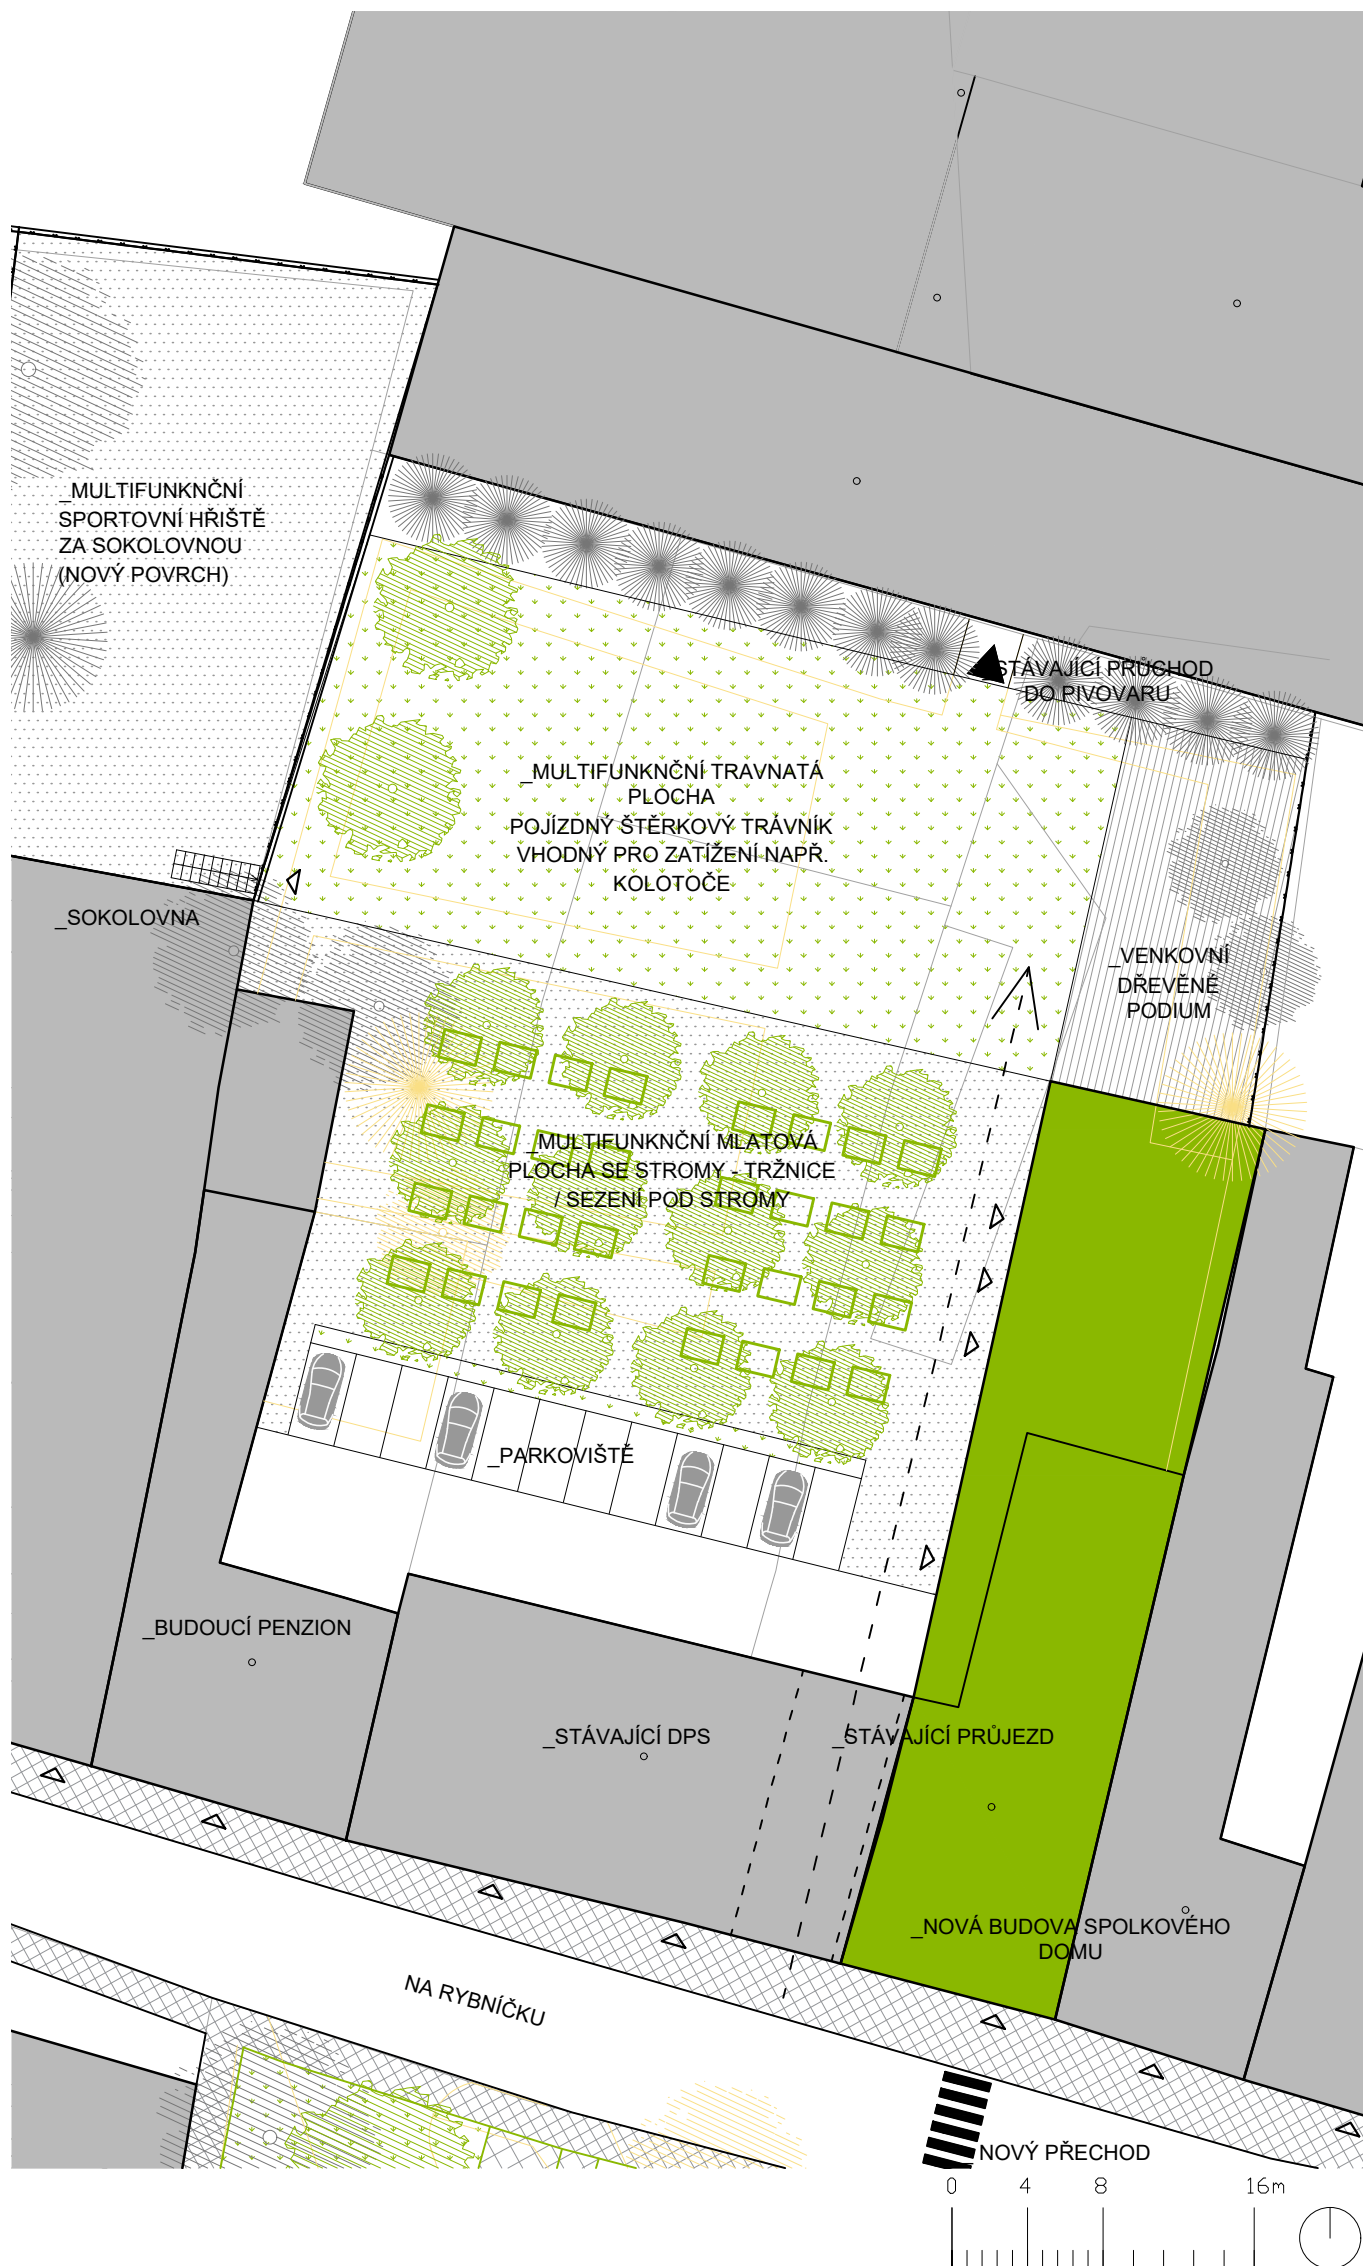 _MULTIFUNKNČNÍ
SPORTOVNÍ HŘIŠTĚ
ZA SOKOLOVNOU
(NOVÝ POVRCH)
_STÁVAJÍCÍ PRŮCHOD
DO PIVOVARU
_MULTIFUNKNČNÍ TRAVNATÁ
PLOCHA
POJÍZDNÝ ŠTĚRKOVÝ TRÁVNÍK
VHODNÝ PRO ZATÍŽENÍ NAPŘ.
KOLOTOČE
_SOKOLOVNA
_VENKOVNÍ
DŘEVĚNÉ
PODIUM
_MULTIFUNKNČNÍ MLATOVÁ
PLOCHA SE STROMY - TRŽNICE
/ SEZENÍ POD STROMY
_PARKOVIŠTĚ
_BUDOUCÍ PENZION
_STÁVAJÍCÍ DPS
_STÁVAJÍCÍ PRŮJEZD
_NOVÁ BUDOVA SPOLKOVÉHO
DOMU
NA RYBNÍČKU
_NOVÝ PŘECHOD
0 4 8 16m